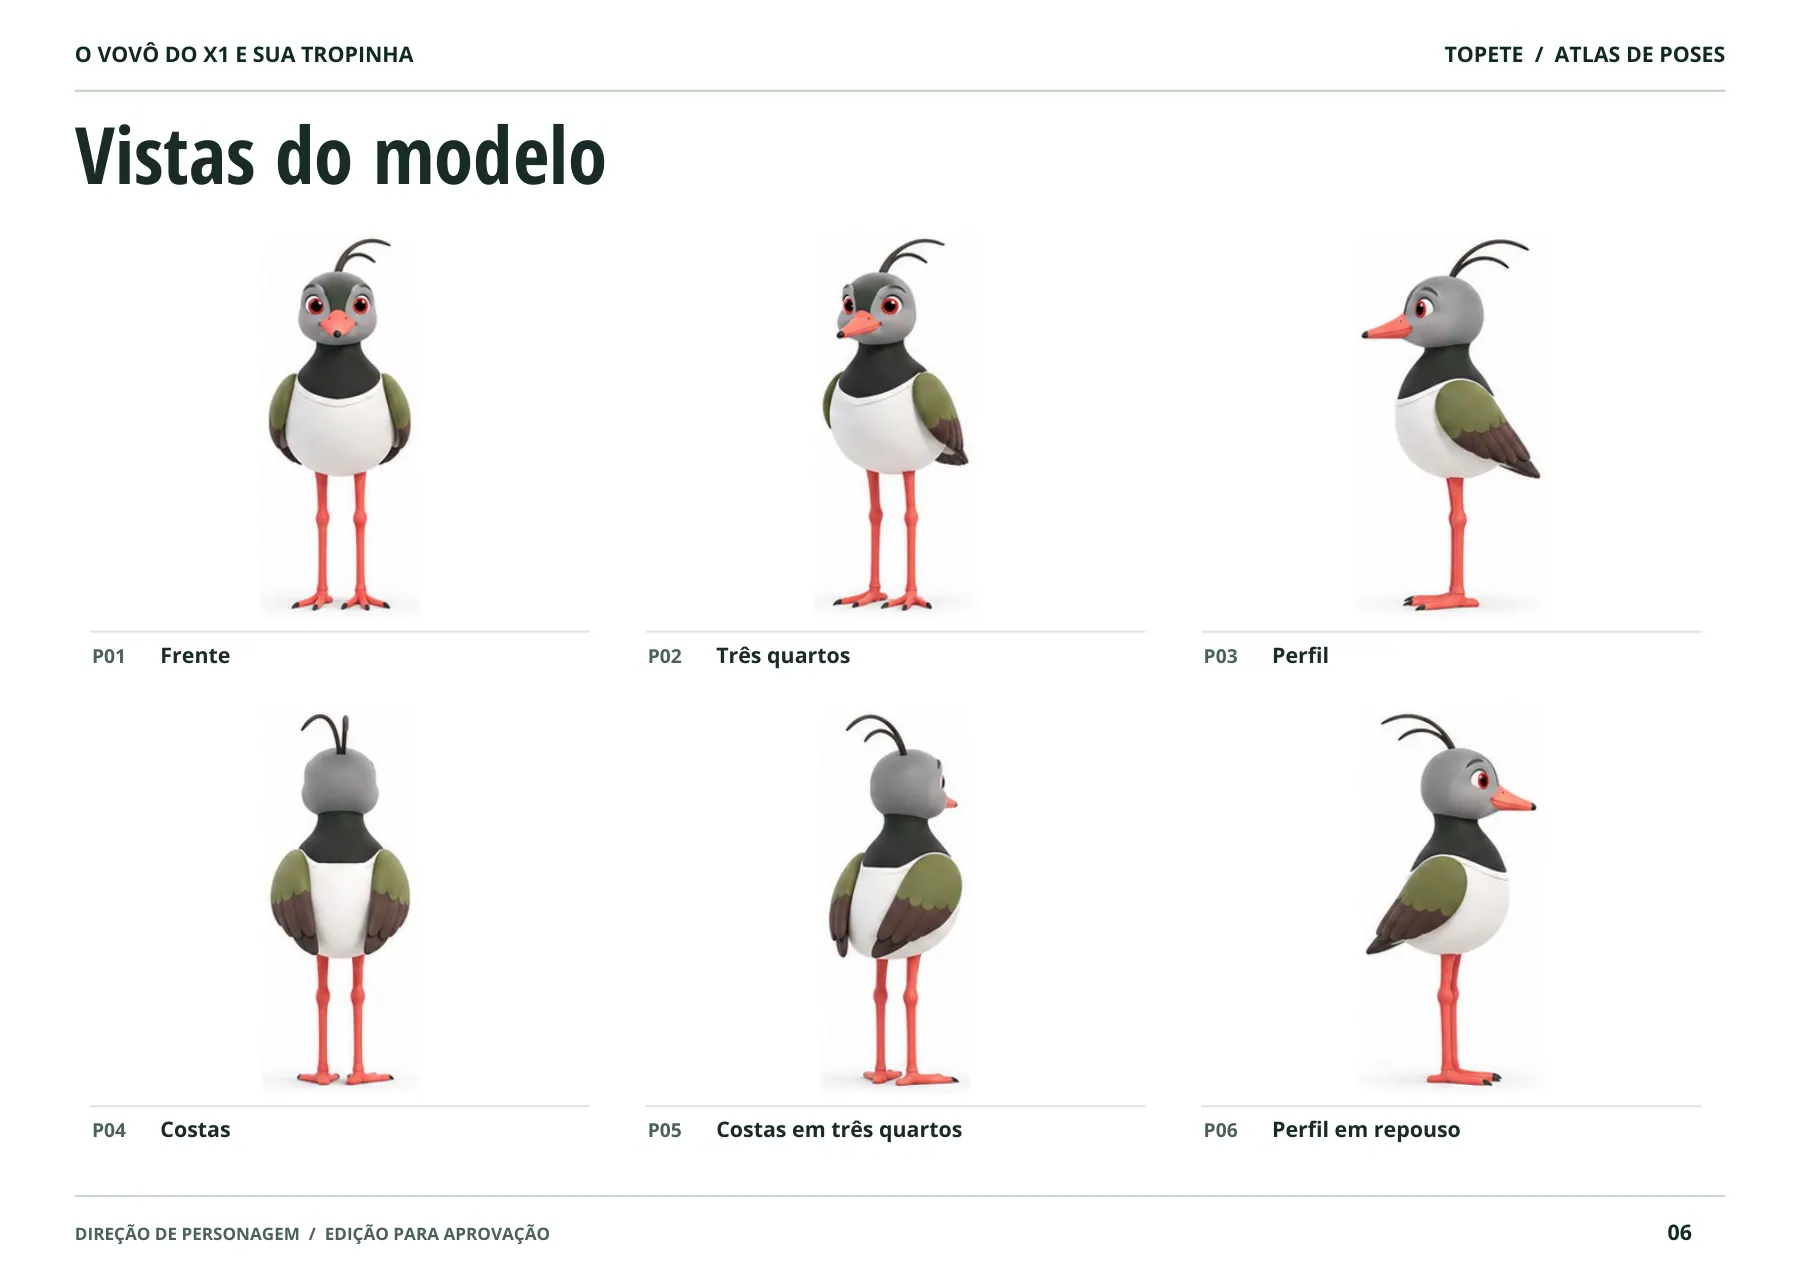 O VOVÔ DO X1 E SUA TROPINHA
TOPETE / ATLAS DE POSES
Vistas do modelo
P01 Frente
P02 Três quartos
P03 Perfil
P04 Costas
P05 Costas em três quartos
P06 Perfil em repouso
DIREÇÃO DE PERSONAGEM / EDIÇÃO PARA APROVAÇÃO
06